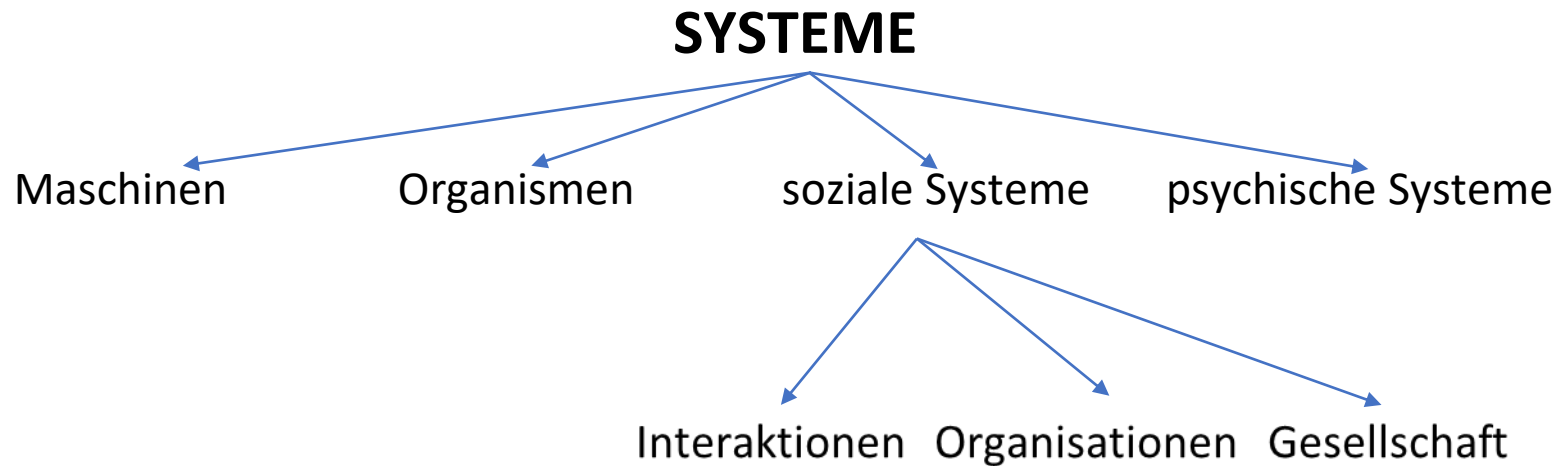 SYSTEME
Maschinen Organismen soziale Systeme psychische Systeme
Interaktionen Organisationen Gesellschaft